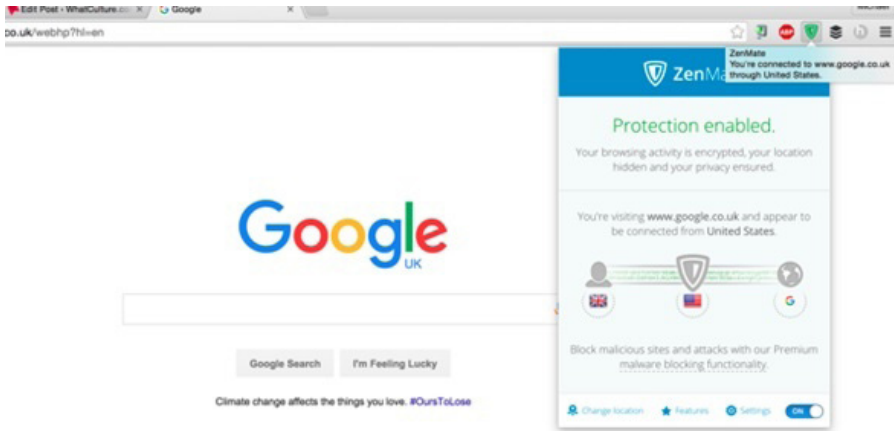 Edit Post ‹ WhatCulture.co
Google
co.uk/webhp?hl=en
ABP
ZenMate
You're connected to www.google.co.uk
through United States.
ZenMa
Protection enabled.
Your browsing activity is encrypted, your location
hidden and your privacy ensured.
You're visiting www.google.co.uk and appear to
be connected from United States.
Google
UK
G
Block malicious sites and attacks with our Premium
malware blocking functionality.
Google Search
I'm Feeling Lucky
Climate change affects the things you love. #OursToLose
Change location
Features
Settings
ON